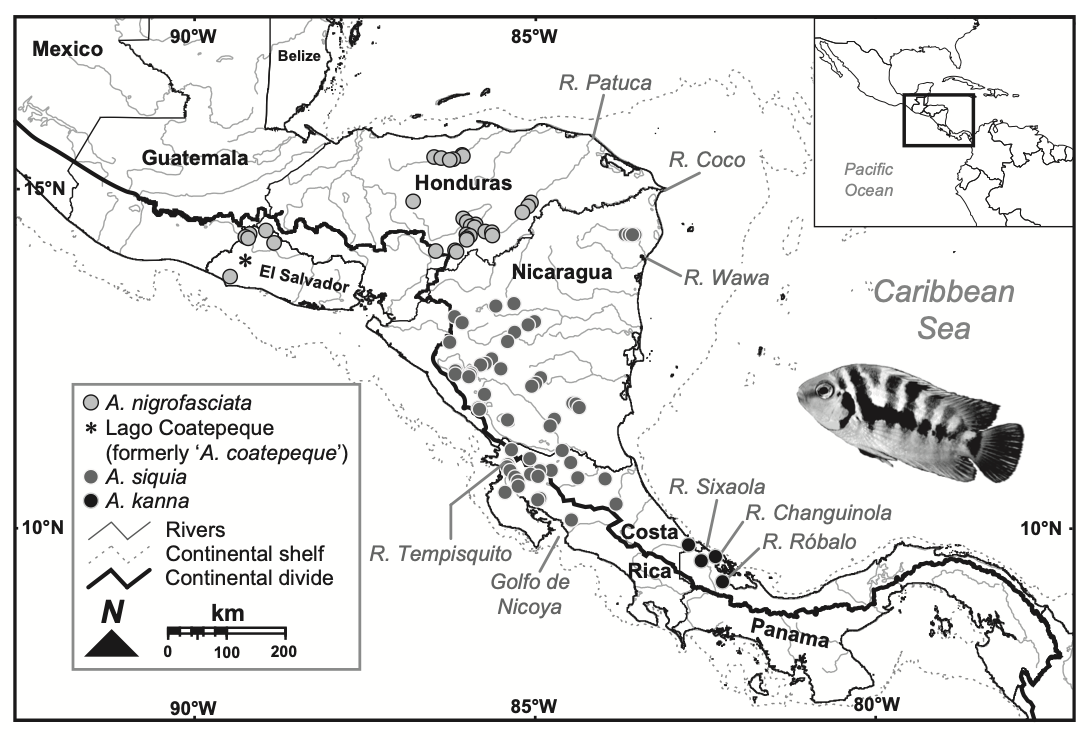 90°W
85°W
Mexico
Belize
R. Patuca
Guatemala
R. Coco
Pacific
Ocean
15°N
Honduras
El Salvador
Nicaragua
R. Wawa
Caribbean
Sea
A. nigrofasciata
* Lago Coatepeque
(formerly ‘A. coatepeque’)
A. siquia
A. kanna
Rivers
Continental shelf
Continental divide
N
km
0 100 200
*
10°N
10°N
R. Sixaola
R. Changuinola
R. Róbalo
Costa
Rica
R. Tempisquito
Golfo de
Nicoya
Panama
90°W
85°W
80°W